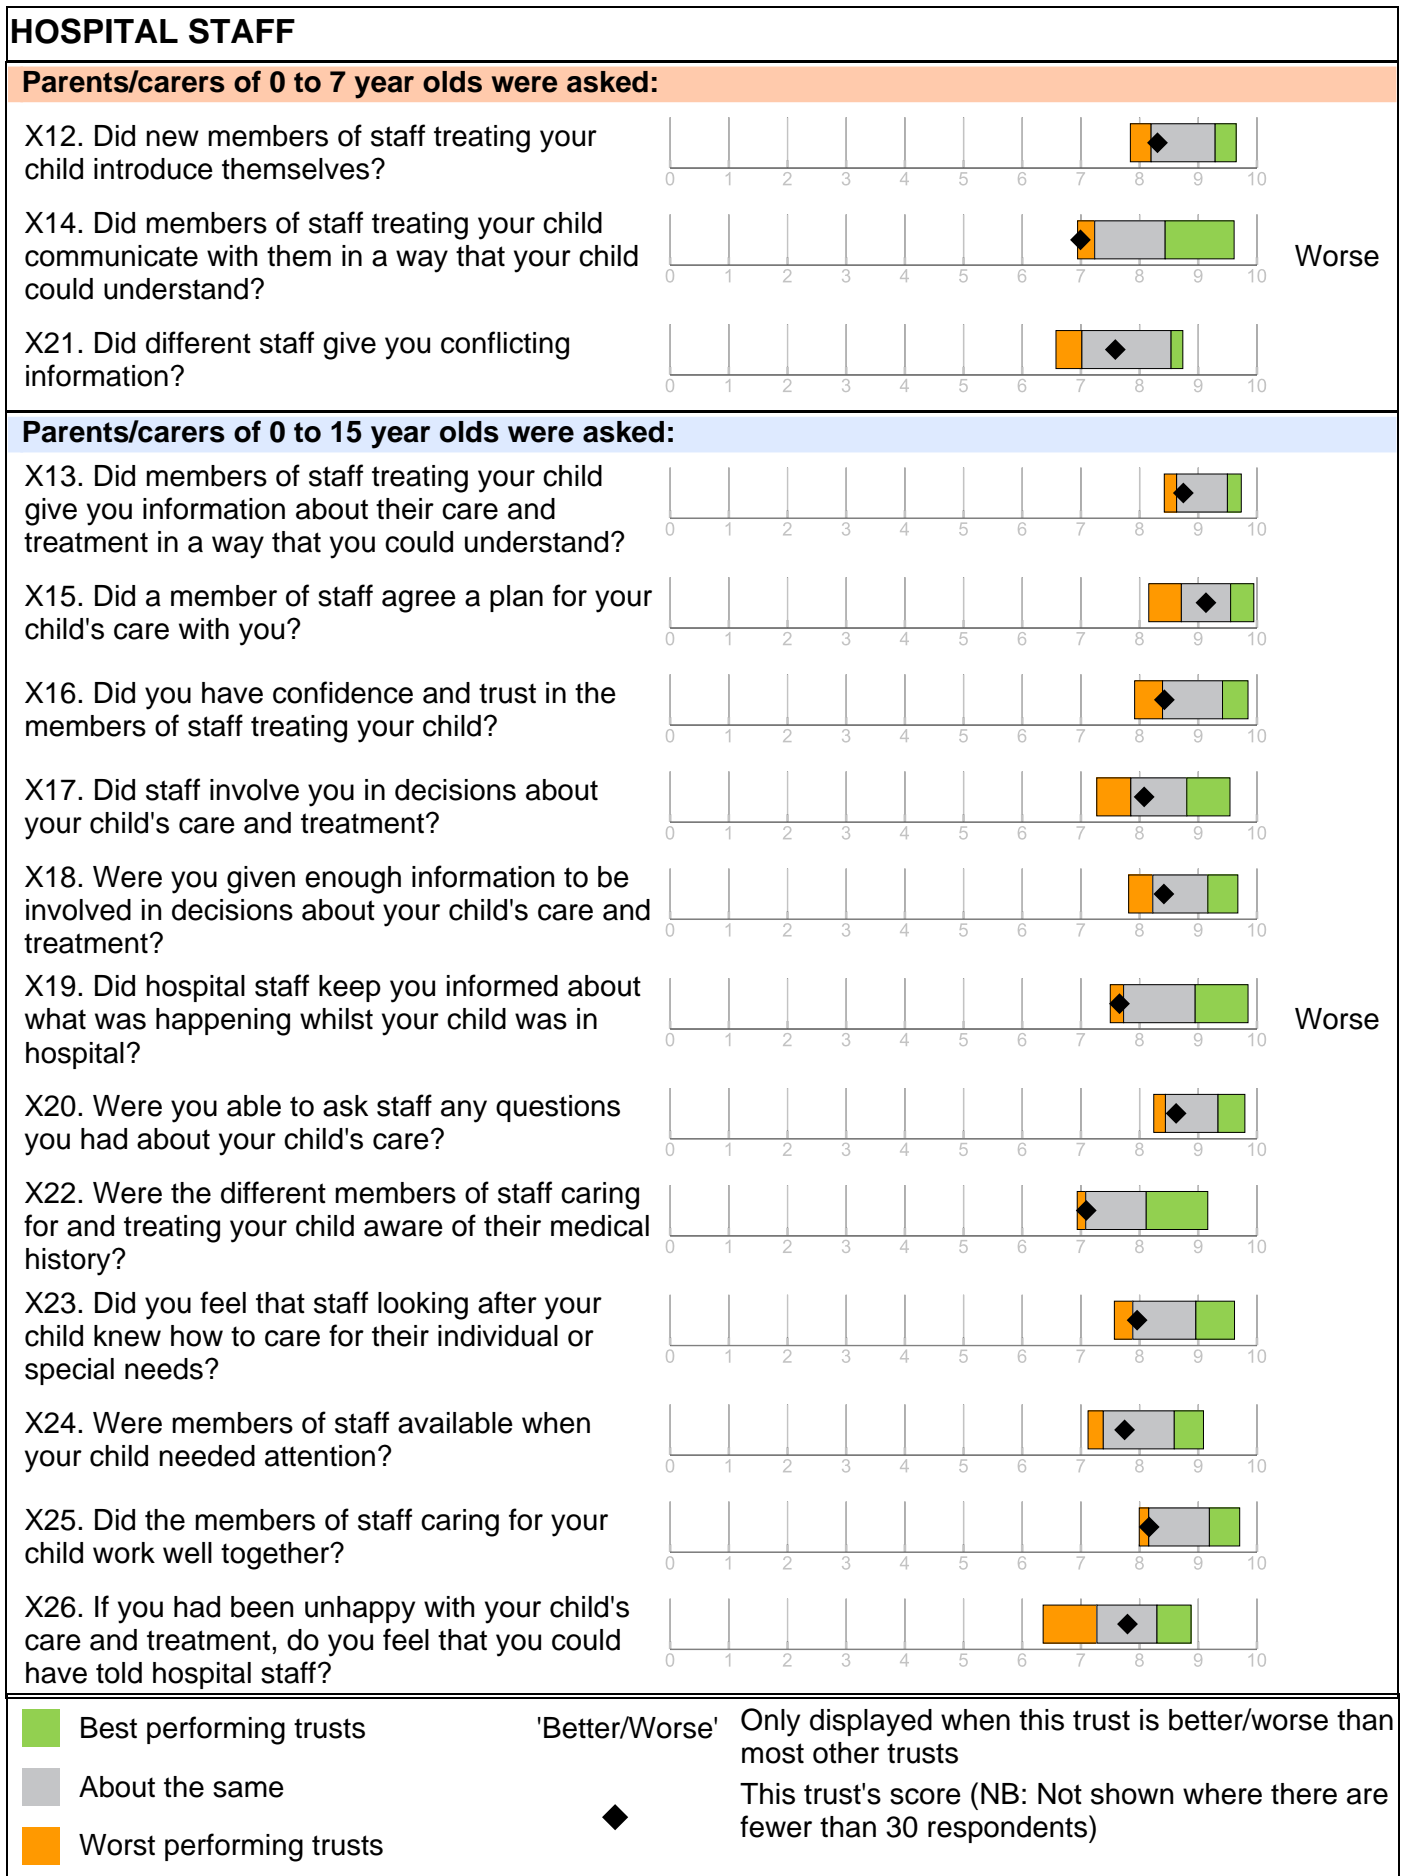 HOSPITAL STAFF
Parents/carers of 0 to 7 year olds were asked:
X12. Did new members of staff treating your
child introduce themselves?
0 1 2 3 4 5 6 7 8 9 10
X14. Did members of staff treating your child
communicate with them in a way that your child
could understand?
0 1 2 3 4 5 6 7 8 9 10
Worse
X21. Did different staff give you conflicting
information?
0 1 2 3 4 5 6 7 8 9 10
Parents/carers of 0 to 15 year olds were asked:
X13. Did members of staff treating your child
give you information about their care and
treatment in a way that you could understand?
0 1 2 3 4 5 6 7 8 9 10
X15. Did a member of staff agree a plan for your
child's care with you?
0 1 2 3 4 5 6 7 8 9 10
X16. Did you have confidence and trust in the
members of staff treating your child?
0 1 2 3 4 5 6 7 8 9 10
X17. Did staff involve you in decisions about
your child's care and treatment?
0 1 2 3 4 5 6 7 8 9 10
X18. Were you given enough information to be
involved in decisions about your child's care and
treatment?
0 1 2 3 4 5 6 7 8 9 10
X19. Did hospital staff keep you informed about
what was happening whilst your child was in
hospital?
0 1 2 3 4 5 6 7 8 9 10
Worse
X20. Were you able to ask staff any questions
you had about your child's care?
0 1 2 3 4 5 6 7 8 9 10
X22. Were the different members of staff caring
for and treating your child aware of their medical
history?
0 1 2 3 4 5 6 7 8 9 10
X23. Did you feel that staff looking after your
child knew how to care for their individual or
special needs?
0 1 2 3 4 5 6 7 8 9 10
X24. Were members of staff available when
your child needed attention?
0 1 2 3 4 5 6 7 8 9 10
X25. Did the members of staff caring for your
child work well together?
0 1 2 3 4 5 6 7 8 9 10
X26. If you had been unhappy with your child's
care and treatment, do you feel that you could
have told hospital staff?
0 1 2 3 4 5 6 7 8 9 10
Best performing trusts
About the same
Worst performing trusts
'Better/Worse'
Only displayed when this trust is better/worse than
most other trusts
This trust's score (NB: Not shown where there are
fewer than 30 respondents)